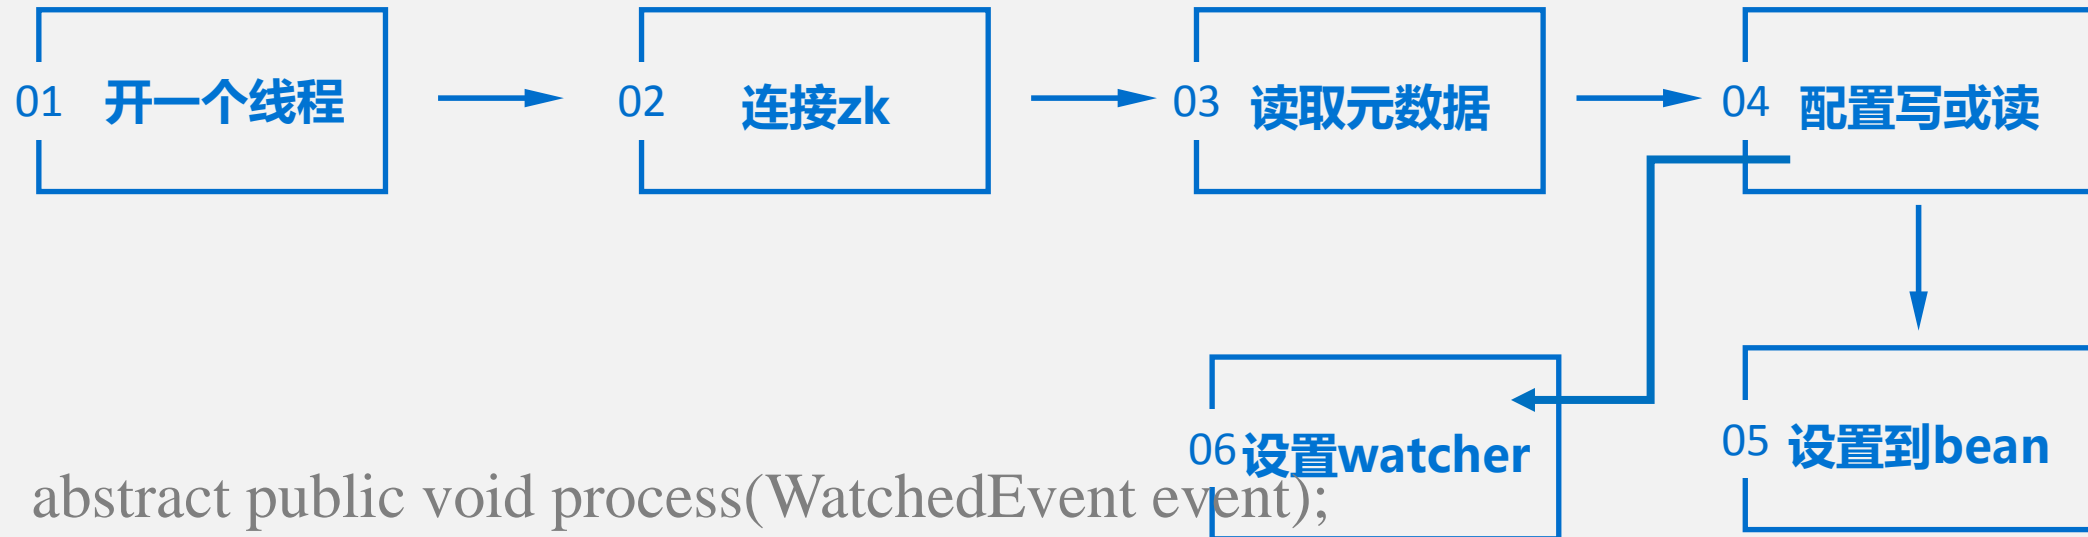 01 开一个线程
02 连接zk
03 读取元数据
04 配置写或读
05 设置到bean
06 设置watcher
abstract public void process(WatchedEvent event);